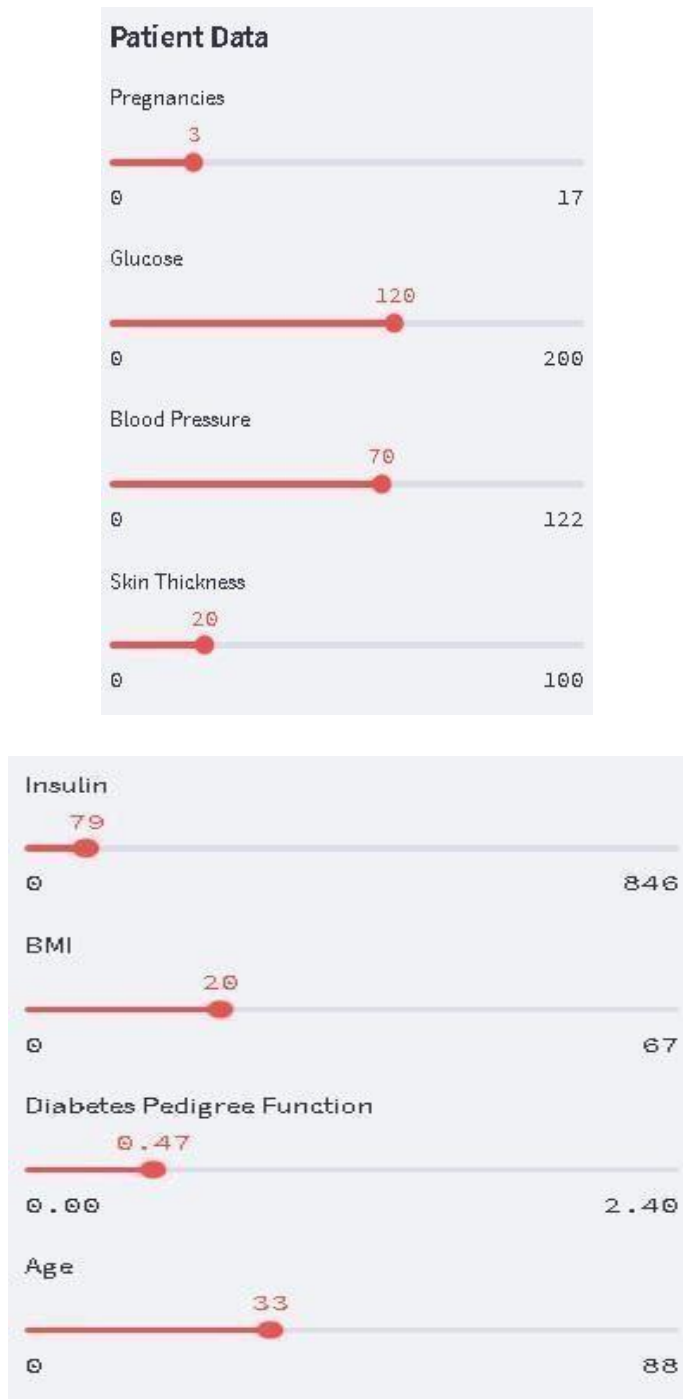 Patient Data
Pregnancies
3
0 17
Glucose
120
0 200
Blood Pressure
70
0 122
Skin Thickness
20
0 100
Insulin
79
0 846
BMI
20
0 67
Diabetes Pedigree Function
0.47
0.00 2.40
Age
33
0 88